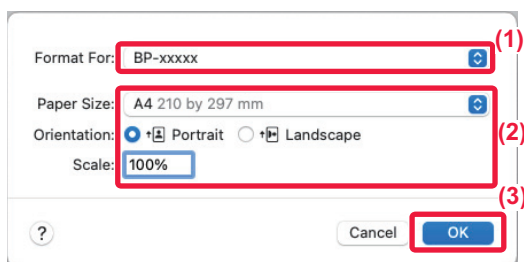 (1)
Format For: BP-xxxxx
Paper Size: A4 210 by 297 mm
Orientation: Portrait Landscape
(2)
Scale: 100%
(3)
? Cancel OK